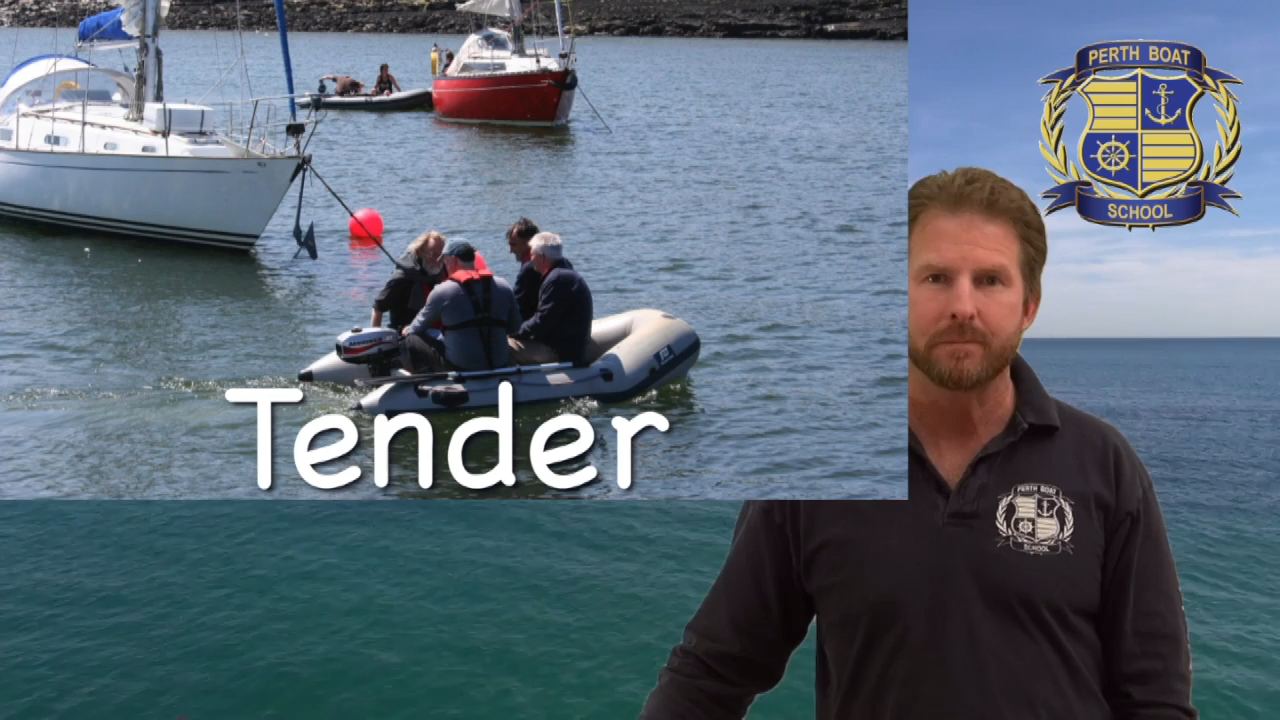 PERTH BOAT
SCHOOL
Tender
PERTH BOAT
SCHOOL